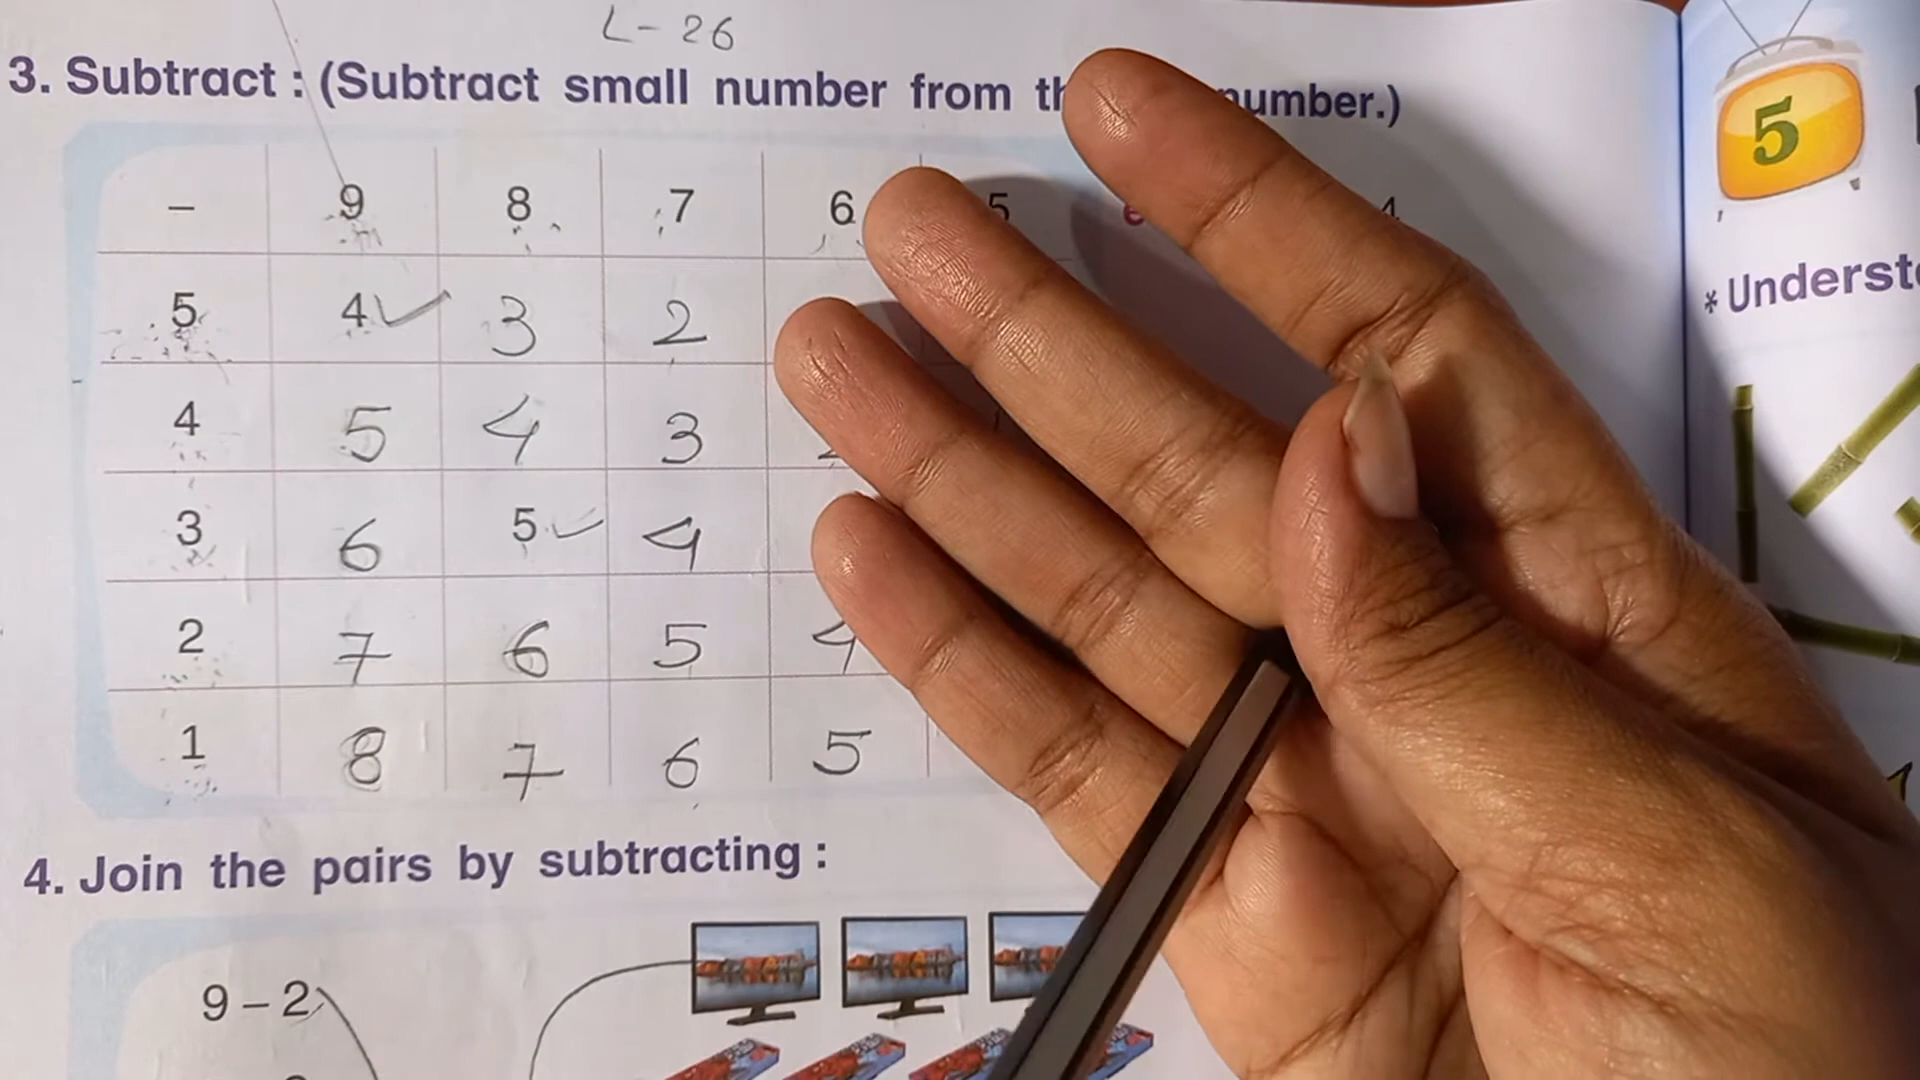 L-26
3. Subtract : (Subtract small number from number.)
– 9 8 7 6 5
5 4 3 2
4 5 4 3
3 6 5 4
2 7 6 5 4
1 8 7 6 5
4. Join the pairs by subtracting :
9 – 2
5
* Underst